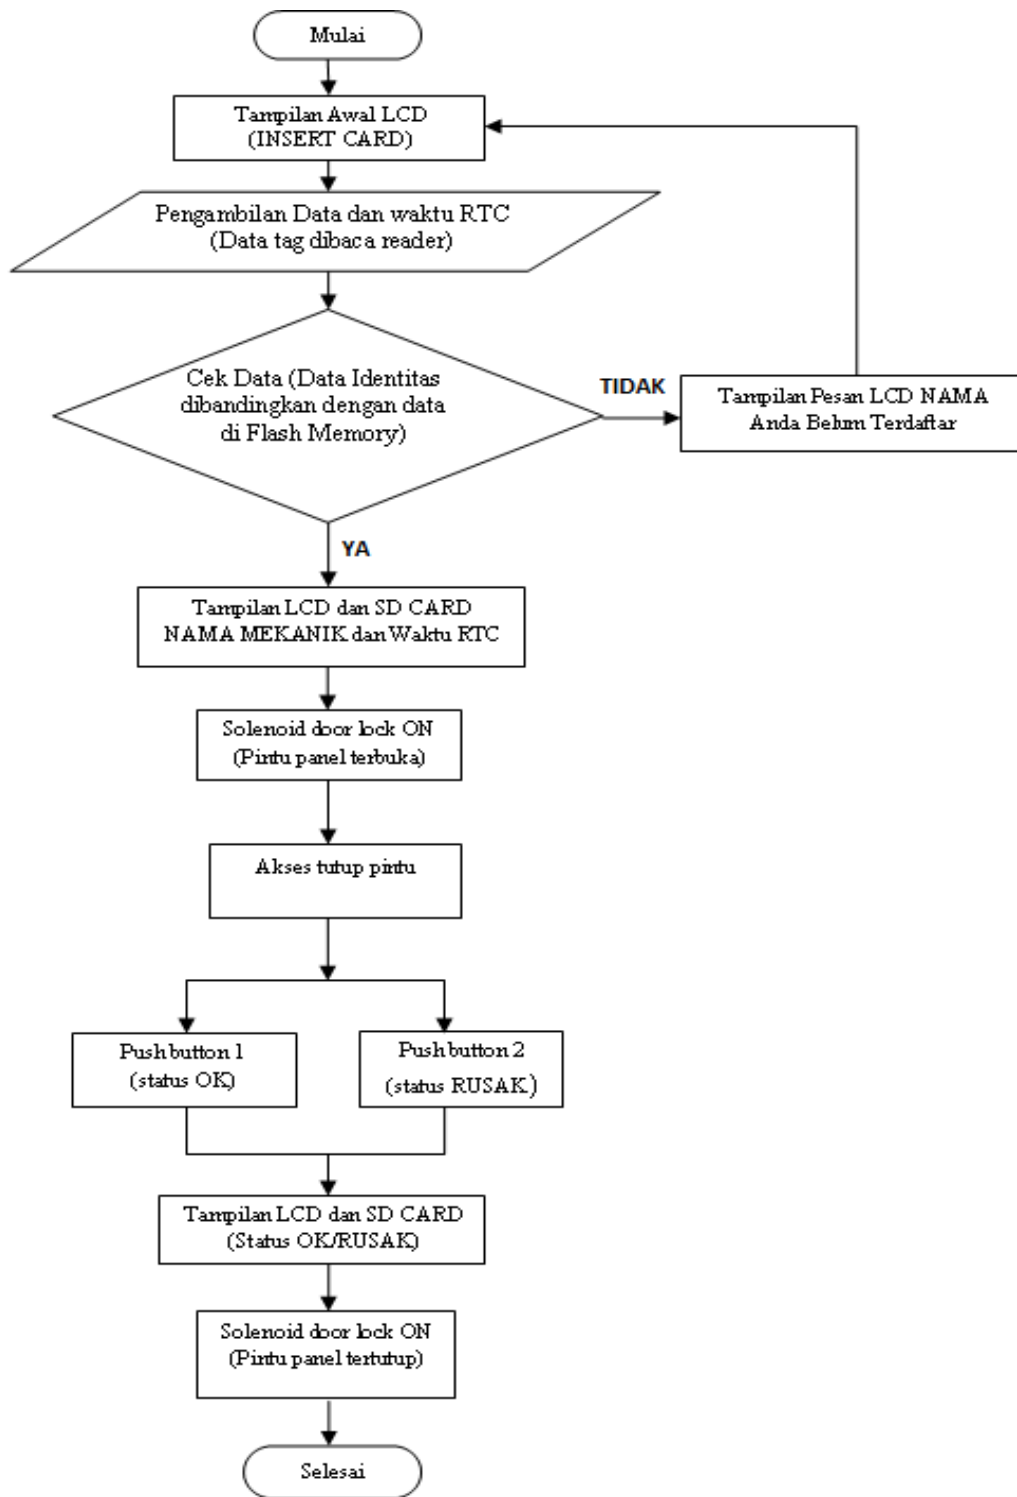 Mulai
Tampilan Awal LCD
(INSERT CARD)
Pengambilan Data dan waktu RTC
(Data tag dibaca reader)
Cek Data (Data Identitas
dibandingkan dengan data
di Flash Memory)
TIDAK
Tampilan Pesan LCD NAMA
Anda Belum Terdaftar
YA
Tampilan LCD dan SD CARD
NAMA MEKANIK dan Waktu RTC
Solenoid door lock ON
(Pintu panel terbuka)
Akses tutup pintu
Push button 1
(status OK)
Push button 2
(status RUSAK)
Tampilan LCD dan SD CARD
(Status OK/RUSAK)
Solenoid door lock ON
(Pintu panel tertutup)
Selesai